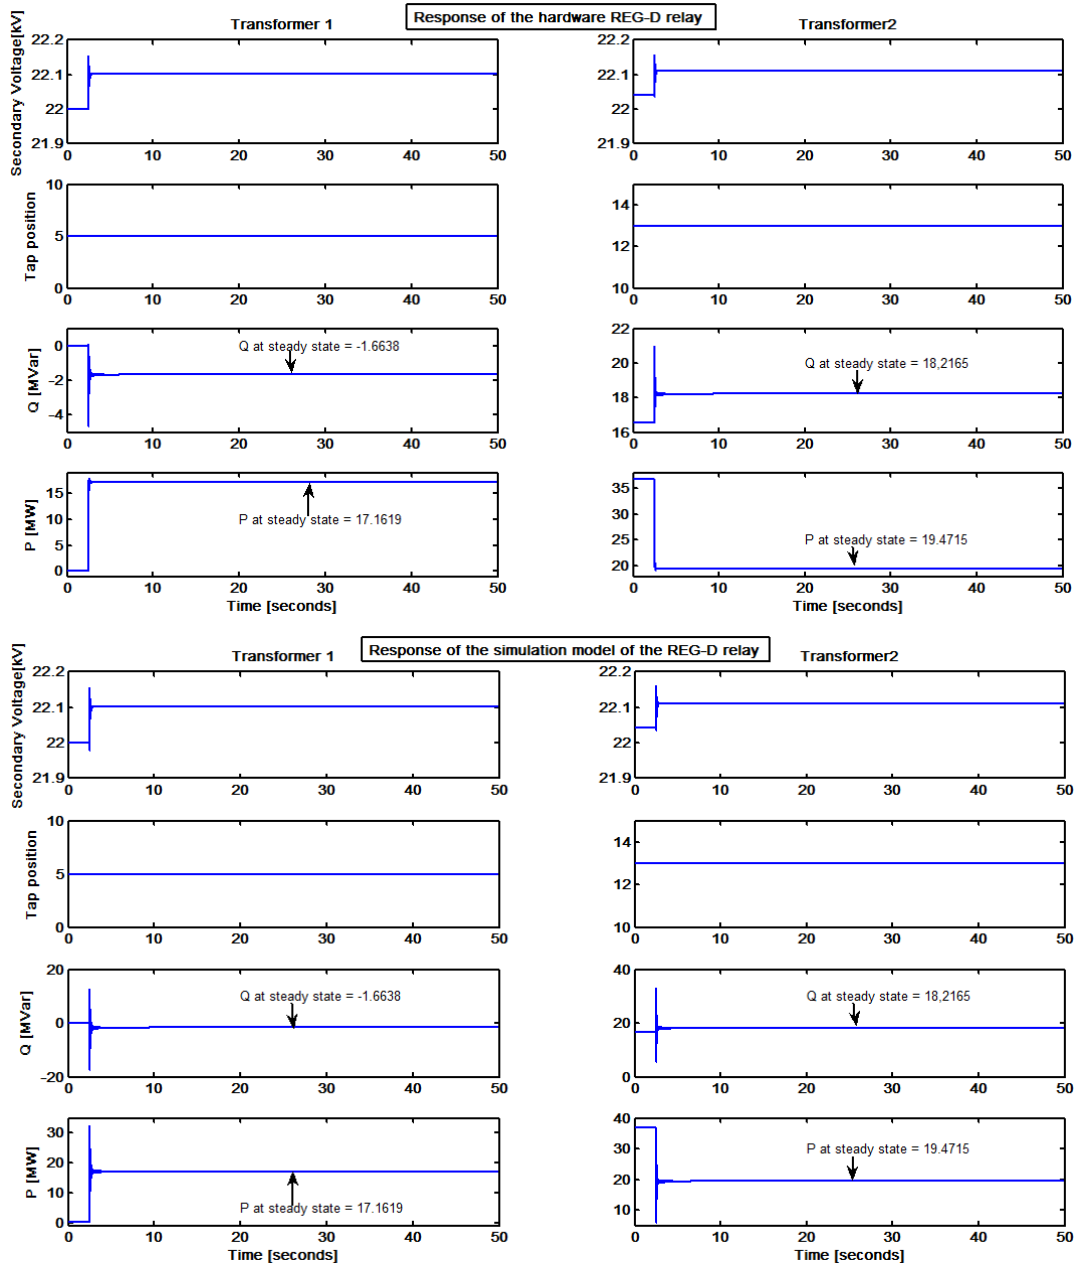 Response of the hardware REG-D relay
Transformer 1
Transformer2
Secondary Voltage[kV]
22.2
22.1
22
21.9
0 10 20 30 40 50
22.2
22.1
22
21.9
0 10 20 30 40 50
Tap position
10
5
0
0 10 20 30 40 50
14
12
10
0 10 20 30 40 50
Q [MVar]
0
-2
-4
Q at steady state = -1.6638
0 10 20 30 40 50
22
20
18
16
Q at steady state = 18,2165
0 10 20 30 40 50
P [MW]
15
10
5
0
P at steady state = 17.1619
0 10 20 30 40 50
Time [seconds]
35
30
25
20
P at steady state = 19.4715
0 10 20 30 40 50
Time [seconds]
Response of the simulation model of the REG-D relay
Transformer 1
Transformer2
Secondary Voltage[kV]
22.2
22.1
22
21.9
0 10 20 30 40 50
22.2
22.1
22
21.9
0 10 20 30 40 50
Tap position
10
5
0
0 10 20 30 40 50
14
12
10
0 10 20 30 40 50
Q [MVar]
20
0
-20
Q at steady state = -1.6638
0 10 20 30 40 50
40
20
0
Q at steady state = 18,2165
0 10 20 30 40 50
P [MW]
30
20
10
0
P at steady state = 17.1619
0 10 20 30 40 50
Time [seconds]
40
30
20
10
P at steady state = 19.4715
0 10 20 30 40 50
Time [seconds]